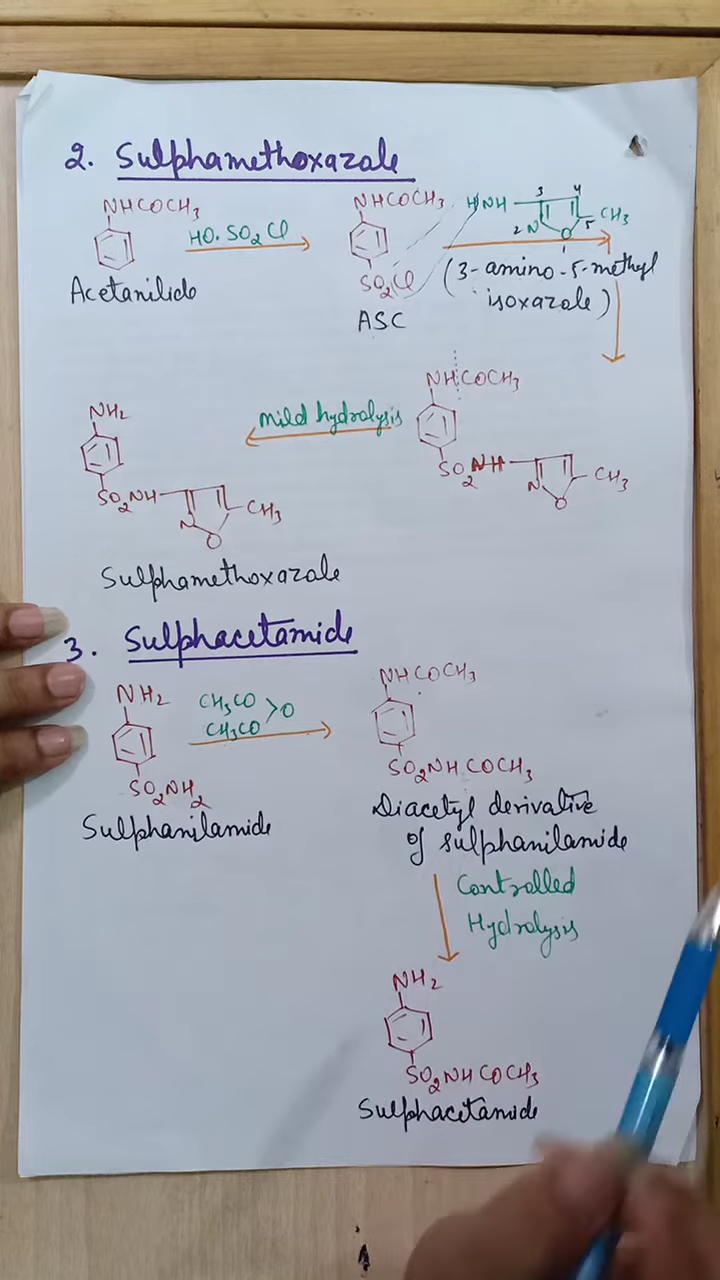 2. Sulphamethoxazole
NHCOCH₃
HO.SO₂Cl
Acetanilide
NHCOCH₃
SO₂Cl
ASC
HNH 3 4
2 N O 5 CH₃
1
(3-amino-5-methyl
isoxazole)
NHCOCH₃
SO₂NH
N O CH₃
mild hydrolysis
NH₂
SO₂NH
N O CH₃
Sulphamethoxazole
3. Sulphacetamide
NH₂
SO₂NH₂
Sulphanilamide
CH₃CO
CH₃CO >O
NHCOCH₃
SO₂NHCOCH₃
Diacetyl derivative
of sulphanilamide
Controlled
Hydrolysis
NH₂
SO₂NHCOCH₃
Sulphacetamide